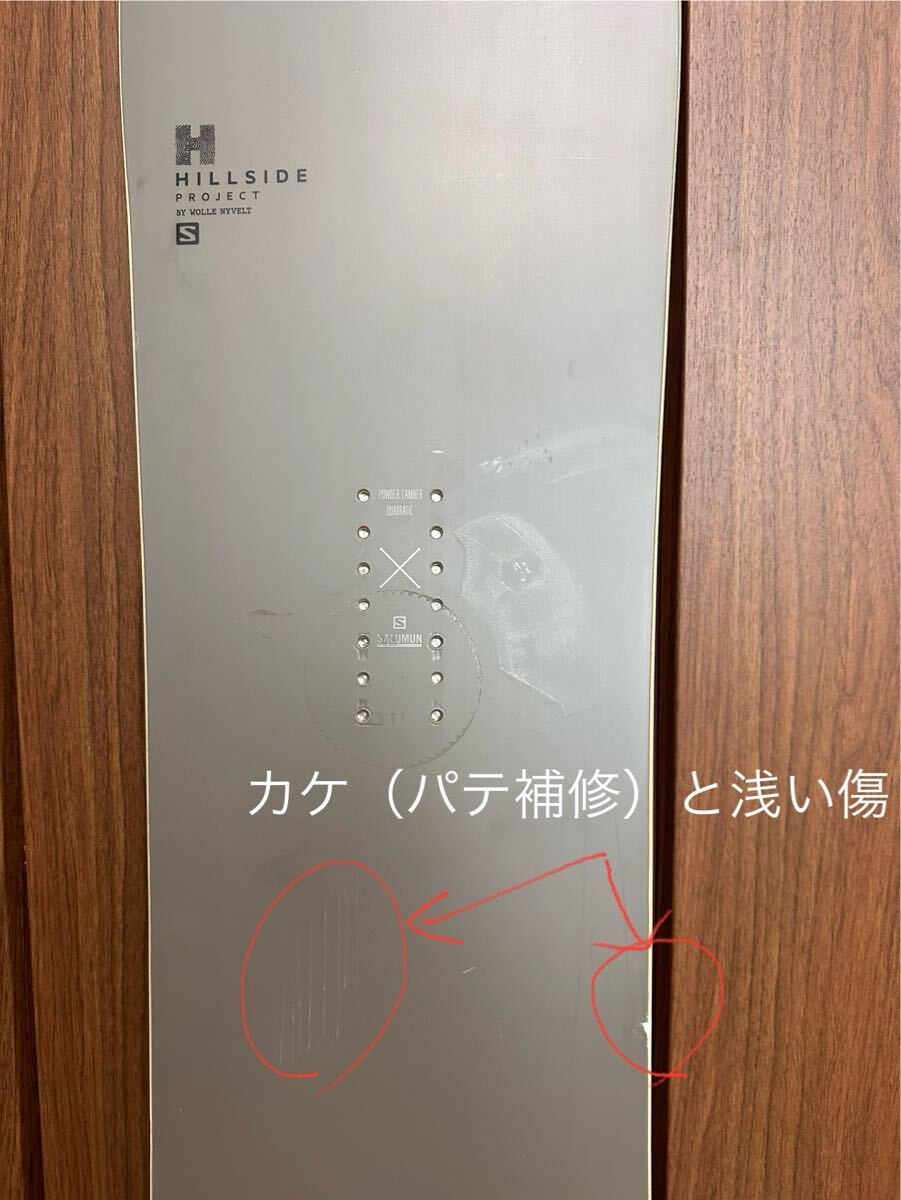 HILLSIDE
PROJECT
BY WOLLE NYVELT
S
POWDER CAMBER
QUADRATIC
S
SALOMON
カケ（パテ補修）と浅い傷